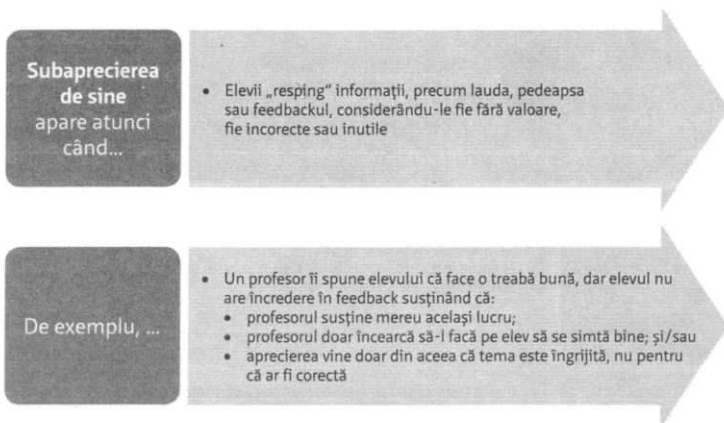 Subaprecierea
de sine
apare atunci
când...
• Elevii „resping“ informații, precum lauda, pedeapsa
sau feedbackul, considerându-le fie fără valoare,
fie incorecte sau inutile
De exemplu, ...
• Un profesor îi spune elevului că face o treabă bună, dar elevul nu
are încredere în feedback susținând că:
• profesorul susține mereu același lucru;
• profesorul doar încearcă să-l facă pe elev să se simtă bine; și/sau
• aprecierea vine doar din aceea că tema este îngrijită, nu pentru
că ar fi corectă